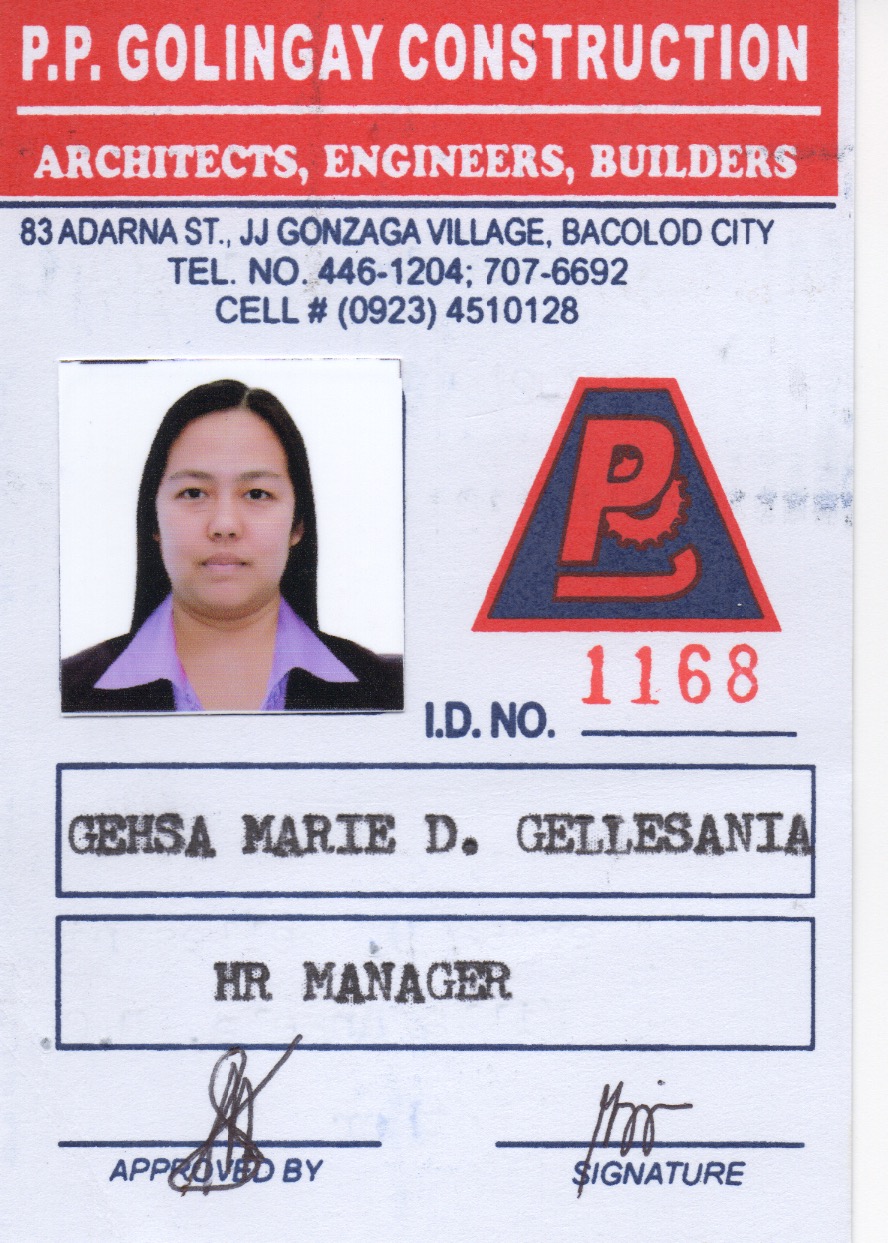 P.P. GOLINGAY CONSTRUCTION
ARCHITECTS, ENGINEERS, BUILDERS
83 ADARNA ST., JJ GONZAGA VILLAGE, BACOLOD CITY
TEL. NO. 446-1204; 707-6692
CELL # (0923) 4510128
P
1168
I.D. NO.
GEHSA MARIE D. GELLESANIA
HR MANAGER
APPROVED BY
SIGNATURE